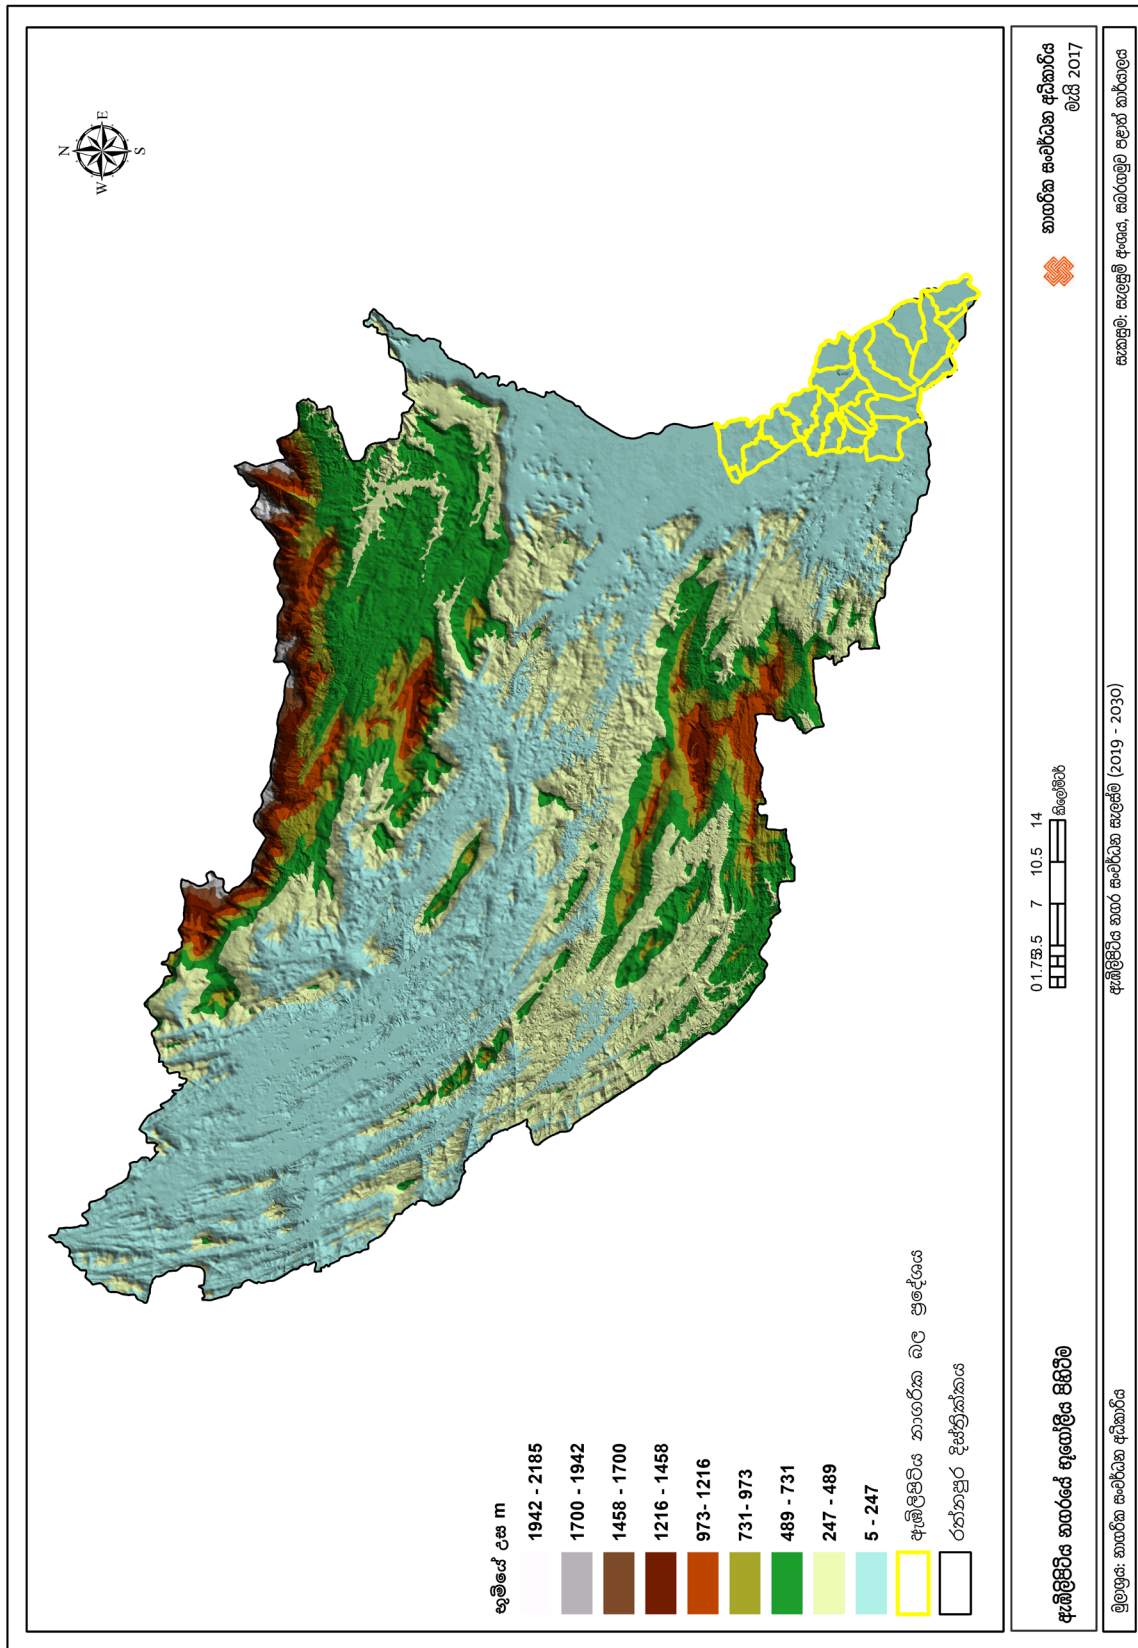 N
E
S
W
භූමියේ උස m
1942 - 2185
1700 - 1942
1458 - 1700
1216 - 1458
973- 1216
731- 973
489 - 731
247 - 489
5 - 247
ඇඹිලිපිටිය නාගරික බල ප්‍රදේශය
රත්නපුර දිස්ත්‍රික්කය
ඇඹිලිපිටිය නගරයේ භූගෝලීය පිහිටීම
0 1.75 3.5 7 10.5 14
කිලෝමීටර්
නාගරික සංවර්ධන අධිකාරිය
මැයි 2017
මූලාශ්‍රය: නාගරික සංවර්ධන අධිකාරිය
ඇඹිලිපිටිය නගර සංවර්ධන සැලැස්ම (2019 - 2030)
සැකසුම: සැලසුම් අංශය, සබරගමුව පළාත් කාර්යාලය